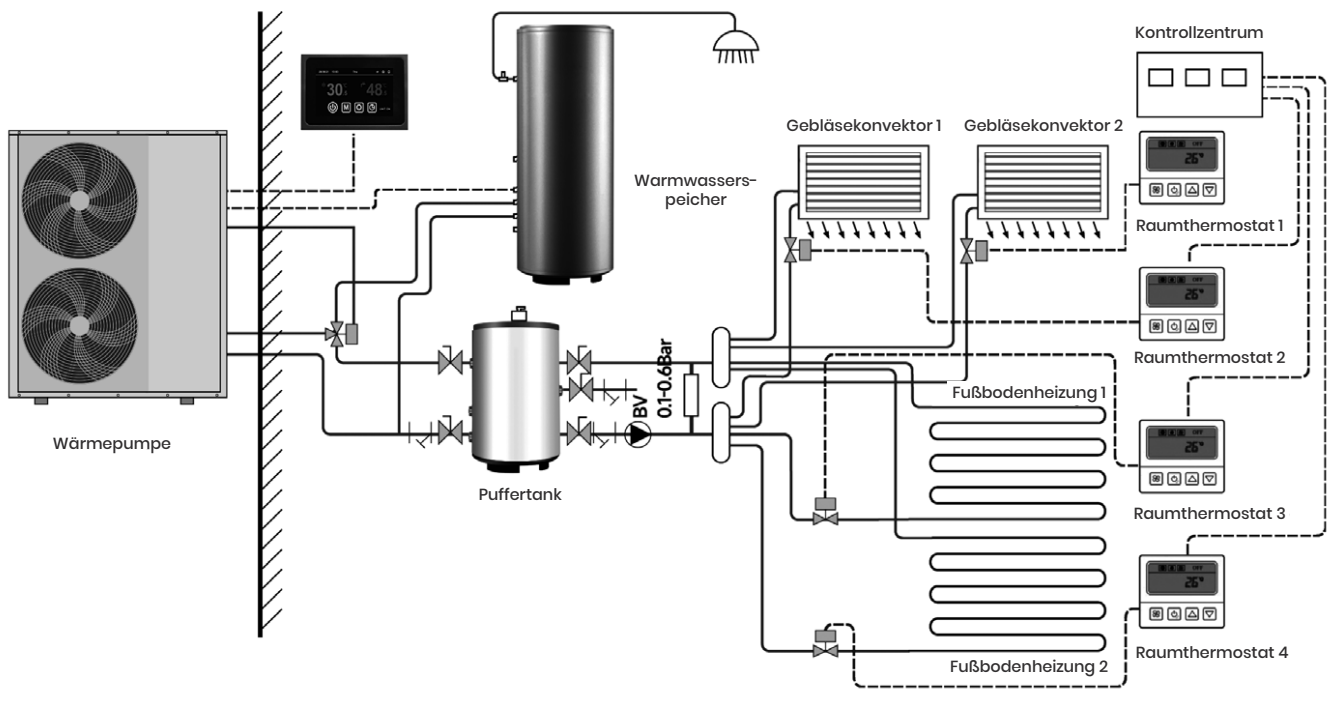 Kontrollzentrum
30
48
M
Gebläsekonvektor 1
Gebläsekonvektor 2
OFF
26
Warmwassers-
peicher
Raumthermostat 1
OFF
26
BV
0.1-0.6Bar
Raumthermostat 2
Fußbodenheizung 1
Wärmepumpe
OFF
26
Puffertank
Raumthermostat 3
OFF
26
Raumthermostat 4
Fußbodenheizung 2